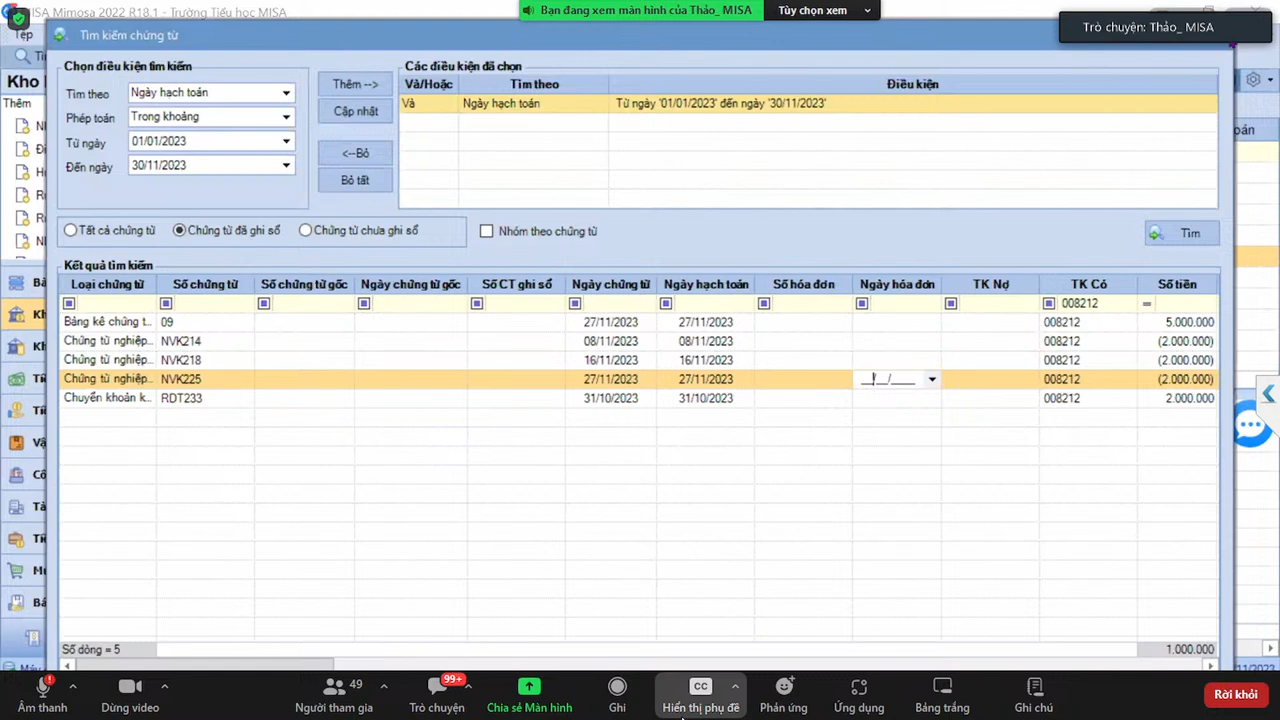 MISA Mimosa 2022 R18.1 - Trường Tiểu học MISA
Bạn đang xem màn hình của Thảo_ MISA
Tùy chọn xem
Trò chuyện: Thảo_ MISA
Tệp
Tìm kiếm chứng từ
Kho
Thêm
Chọn điều kiện tìm kiếm
Tìm theo
Ngày hạch toán
Phép toán
Trong khoảng
Từ ngày
01/01/2023
Đến ngày
30/11/2023
Thêm -->
Cập nhật
<--Bỏ
Bỏ tất
Các điều kiện đã chọn
Và/Hoặc Tìm theo Điều kiện
Và Ngày hạch toán Từ ngày '01/01/2023' đến ngày '30/11/2023'
Tất cả chứng từ Chứng từ đã ghi sổ Chứng từ chưa ghi sổ Nhóm theo chứng từ Tìm
Kết quả tìm kiếm
Loại chứng từ Số chứng từ Số chứng từ gốc Ngày chứng từ gốc Số CT ghi sổ Ngày chứng từ Ngày hạch toán Số hóa đơn Ngày hóa đơn TK Nợ TK Có Số tiền
008212 =
Bảng kê chứng t... 09 27/11/2023 27/11/2023 008212 5.000.000
Chứng từ nghiệp... NVK214 08/11/2023 08/11/2023 008212 (2.000.000)
Chứng từ nghiệp... NVK218 16/11/2023 16/11/2023 008212 (2.000.000)
Chứng từ nghiệp... NVK225 27/11/2023 27/11/2023 __/__/____ 008212 (2.000.000)
Chuyển khoản k... RDT233 31/10/2023 31/10/2023 008212 2.000.000
Số dòng = 5 1.000.000
99+ 49 CC
Âm thanh Dừng video Người tham gia Trò chuyện Chia sẻ Màn hình Ghi Hiển thị phụ đề Phản ứng Ứng dụng Bảng trắng Ghi chú Rời khỏi